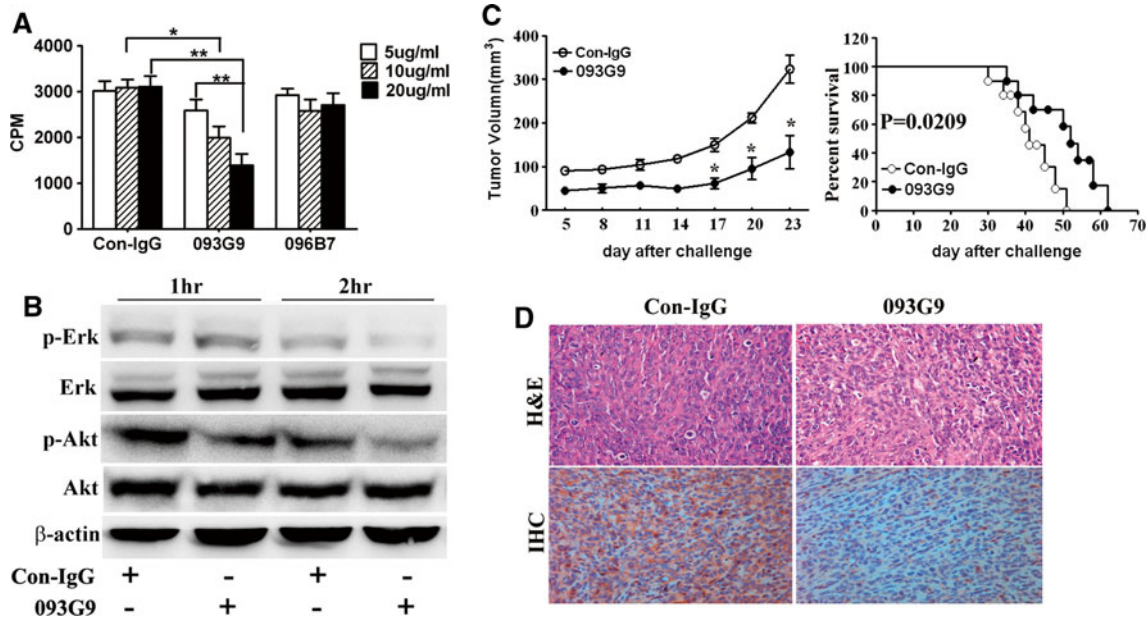 A
4000
3000
2000
1000
0
CPM
*
**
**
5ug/ml
10ug/ml
20ug/ml
Con-IgG 093G9 096B7
B
1hr 2hr
p-Erk
Erk
p-Akt
Akt
β-actin
Con-IgG + - + -
093G9 - + - +
C
400
300
200
100
0
Tumor Volumn(mm³)
Con-IgG
093G9
* * *
5 8 11 14 17 20 23
day after challenge
120
100
80
60
40
20
0
Percent survival
P=0.0209
Con-IgG
093G9
0 10 20 30 40 50 60 70
day after challenge
D
Con-IgG 093G9
H&E
IHC